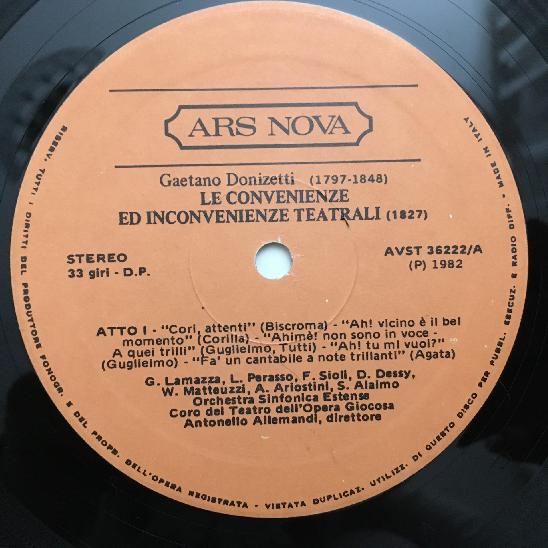 ARS NOVA
Gaetano Donizetti (1797-1848)
LE CONVENIENZE
ED INCONVENIENZE TEATRALI (1827)
STEREO
33 giri - D.P.
AVST 36222/A
(P) 1982
ATTO I - "Cori, attenti" (Biscroma) - "Ah! vicino è il bel
momento" (Corilla) - "Ahimè! non sono in voce -
A quei trilli" (Guglielmo, Tutti) - "Ah! tu mi vuoi?"
(Guglielmo) - "Fa' un cantabile a note trillanti" (Agata)
G. Lamazza, L. Perasso, F. Sioli, D. Dessy,
W. Matteuzzi, A. Ariostini, S. Alaimo
Orchestra Sinfonica Estense
Coro del Teatro dell'Opera Giocosa
Antonello Allemandi, direttore
RISERV. TUTTI I DIRITTI DEL PRODUTTORE FONOGR. E DEL PROPR. DELL'OPERA REGISTRATA - VIETATA DUPLICAZ. UTILIZZ. DI QUESTO DISCO PER PUBBL. ESECUZ. E RADIO DIFF. - MADE IN ITALY